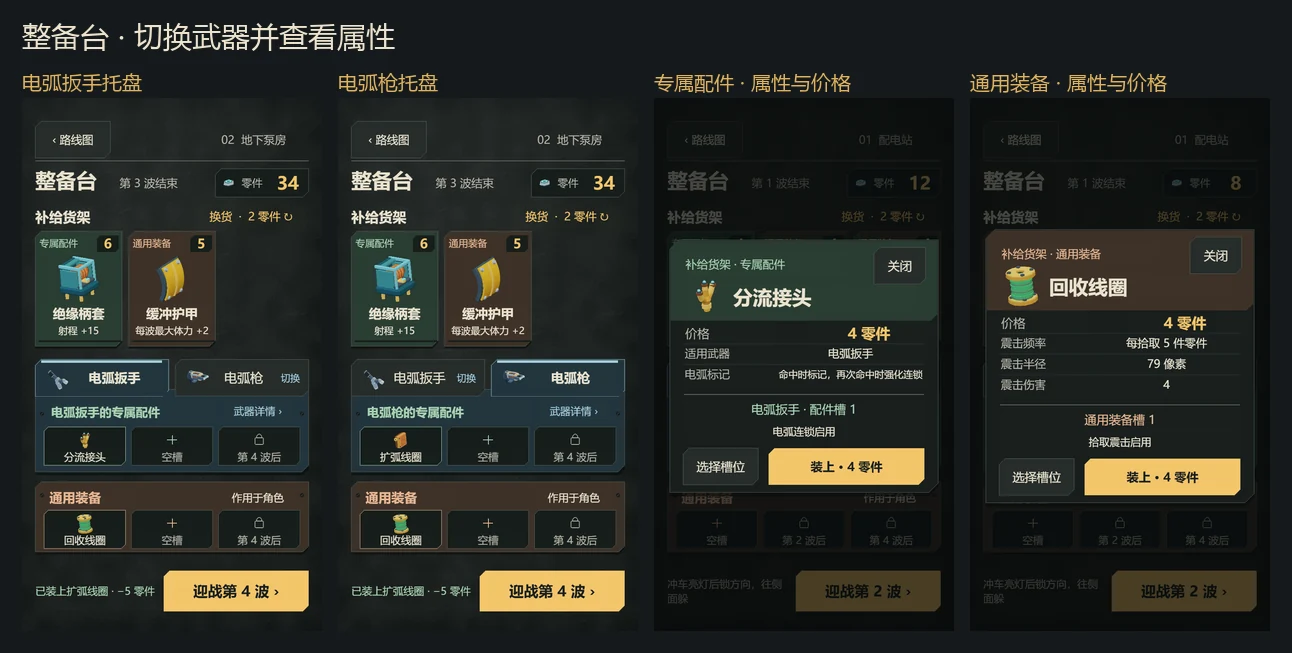 整备台 · 切换武器并查看属性
电弧扳手托盘
‹ 路线图
02 地下泵房
整备台
第 3 波结束
零件 34
补给货架
换货 · 2 零件 ↻
专属配件 6
绝缘柄套
射程 +15
通用装备 5
缓冲护甲
每波最大体力 +2
电弧扳手
电弧枪 切换
电弧扳手的专属配件
武器详情 ›
分流接头
+
空槽
第 4 波后
通用装备
作用于角色
回收线圈
+
空槽
第 4 波后
已装上扩弧线圈 · −5 零件
迎战第 4 波 ›
电弧枪托盘
‹ 路线图
02 地下泵房
整备台
第 3 波结束
零件 34
补给货架
换货 · 2 零件 ↻
专属配件 6
绝缘柄套
射程 +15
通用装备 5
缓冲护甲
每波最大体力 +2
电弧扳手 切换
电弧枪
电弧枪的专属配件
武器详情 ›
扩弧线圈
+
空槽
第 4 波后
通用装备
作用于角色
回收线圈
+
空槽
第 4 波后
已装上扩弧线圈 · −5 零件
迎战第 4 波 ›
专属配件 · 属性与价格
‹ 路线图
01 配电站
整备台
第 1 波结束
零件 12
补给货架
换货 · 2 零件 ↻
补给货架 · 专属配件
关闭
分流接头
价格 4 零件
适用武器 电弧扳手
电弧标记 命中时标记，再次命中时强化连锁
电弧扳手 · 配件槽 1
电弧连锁启用
选择槽位
装上 • 4 零件
通用装备
作用于角色
+
空槽
第 2 波后
第 4 波后
冲车亮灯后锁方向，往侧
面躲
迎战第 2 波 ›
通用装备 · 属性与价格
‹ 路线图
01 配电站
整备台
第 1 波结束
零件 8
补给货架
换货 · 2 零件 ↻
补给货架 · 通用装备
关闭
回收线圈
价格 4 零件
震击频率 每拾取 5 件零件
震击半径 79 像素
震击伤害 4
通用装备槽 1
拾取震击启用
选择槽位
装上 • 4 零件
+
空槽
第 2 波后
第 4 波后
冲车亮灯后锁方向，往侧
面躲
迎战第 2 波 ›